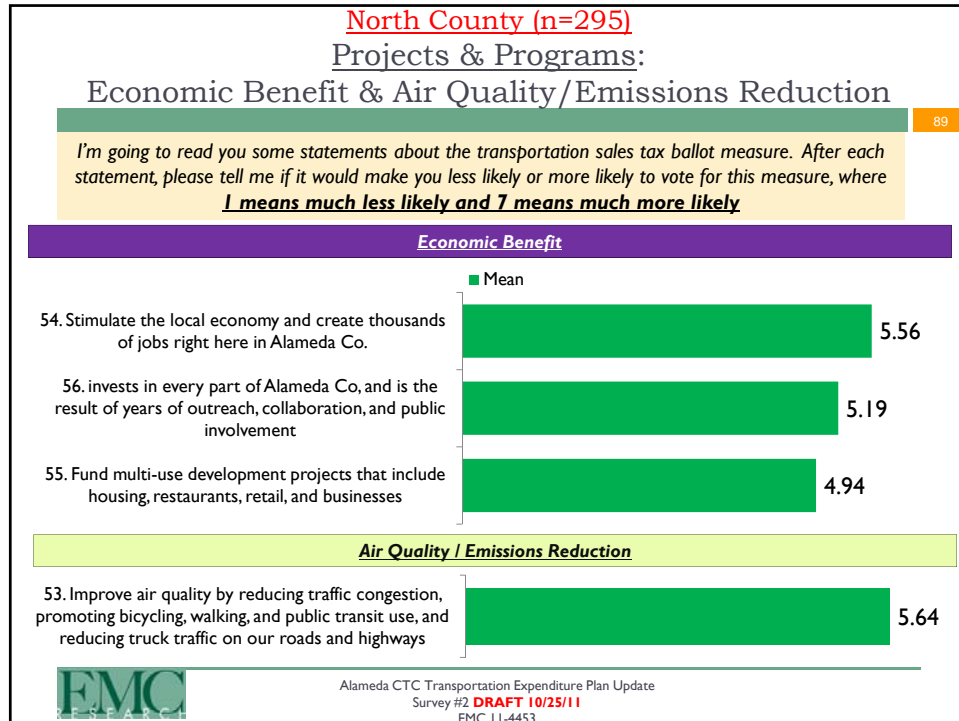 North County (n=295)
Projects & Programs:
Economic Benefit & Air Quality/Emissions Reduction
89
I'm going to read you some statements about the transportation sales tax ballot measure. After each
statement, please tell me if it would make you less likely or more likely to vote for this measure, where
1 means much less likely and 7 means much more likely
Economic Benefit
Mean
54. Stimulate the local economy and create thousands
of jobs right here in Alameda Co.
5.56
56. invests in every part of Alameda Co, and is the
result of years of outreach, collaboration, and public
involvement
5.19
55. Fund multi-use development projects that include
housing, restaurants, retail, and businesses
4.94
Air Quality / Emissions Reduction
53. Improve air quality by reducing traffic congestion,
promoting bicycling, walking, and public transit use, and
reducing truck traffic on our roads and highways
5.64
EMC
RESEARCH
Alameda CTC Transportation Expenditure Plan Update
Survey #2 DRAFT 10/25/11
EMC 11-4453